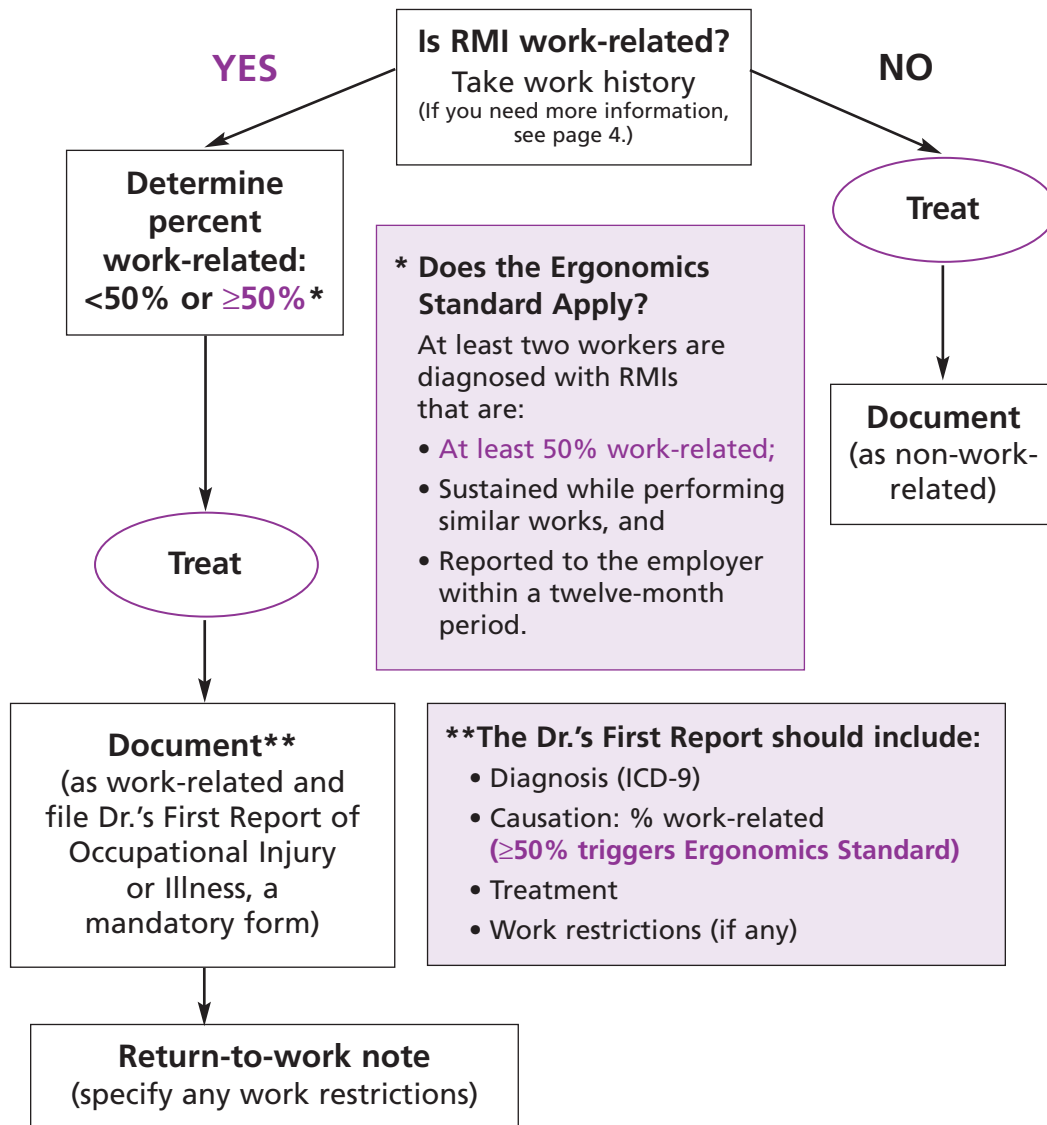 Is RMI work-related?
Take work history
(If you need more information,
see page 4.)
YES
NO
Determine
percent
work-related:
<50% or ≥50%*
Treat
Document
(as non-work-
related)
* Does the Ergonomics
Standard Apply?
At least two workers are
diagnosed with RMIs
that are:
• At least 50% work-related;
• Sustained while performing
similar works, and
• Reported to the employer
within a twelve-month
period.
Treat
Document**
(as work-related and
file Dr.'s First Report of
Occupational Injury
or Illness, a
mandatory form)
**The Dr.'s First Report should include:
• Diagnosis (ICD-9)
• Causation: % work-related
(≥50% triggers Ergonomics Standard)
• Treatment
• Work restrictions (if any)
Return-to-work note
(specify any work restrictions)